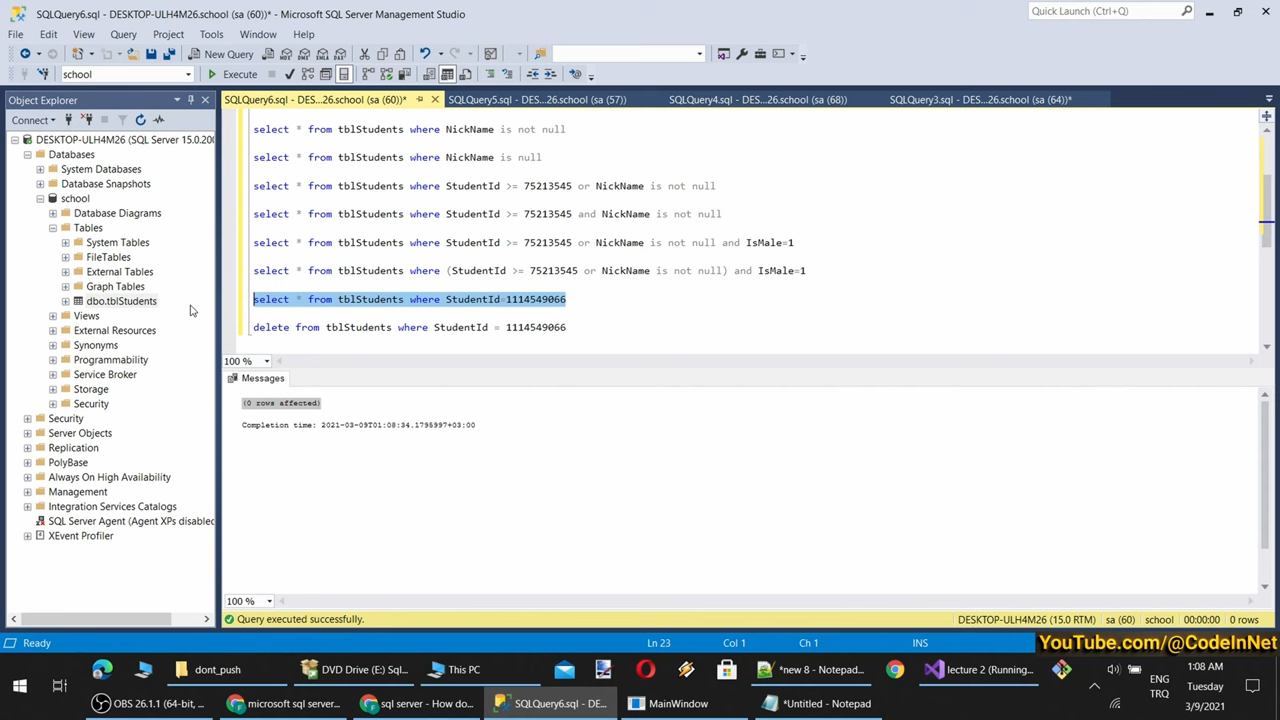 SQLQuery6.sql - DESKTOP-ULH4M26.school (sa (60))* - Microsoft SQL Server Management Studio
Quick Launch (Ctrl+Q)
File Edit View Query Project Tools Window Help
New Query
school
Execute
Object Explorer
SQLQuery6.sql - DES...26.school (sa (60))*
SQLQuery5.sql - DES...26.school (sa (57))
SQLQuery4.sql - DES...26.school (sa (68))
SQLQuery3.sql - DES...26.school (sa (64))*
Connect
DESKTOP-ULH4M26 (SQL Server 15.0.200
Databases
System Databases
Database Snapshots
school
Database Diagrams
Tables
System Tables
FileTables
External Tables
Graph Tables
dbo.tblStudents
Views
External Resources
Synonyms
Programmability
Service Broker
Storage
Security
Security
Server Objects
Replication
PolyBase
Always On High Availability
Management
Integration Services Catalogs
SQL Server Agent (Agent XPs disabled
XEvent Profiler
select * from tblStudents where NickName is not null
select * from tblStudents where NickName is null
select * from tblStudents where StudentId >= 75213545 or NickName is not null
select * from tblStudents where StudentId >= 75213545 and NickName is not null
select * from tblStudents where StudentId >= 75213545 or NickName is not null and IsMale=1
select * from tblStudents where (StudentId >= 75213545 or NickName is not null) and IsMale=1
select * from tblStudents where StudentId=1114549066
delete from tblStudents where StudentId = 1114549066
100 %
Messages
(0 rows affected)
Completion time: 2021-03-09T01:08:34.1795997+03:00
100 %
Query executed successfully.
DESKTOP-ULH4M26 (15.0 RTM) sa (60) school 00:00:00 0 rows
Ready
Ln 23 Col 1 Ch 1 INS
YouTube.com/@CodeInNet
dont_push
DVD Drive (E:) SqI...
This PC
*new 8 - Notepad...
lecture 2 (Running...
OBS 26.1.1 (64-bit, ...
microsoft sql server...
sql server - How do...
SQLQuery6.sql - DE...
MainWindow
*Untitled - Notepad
ENG
TRQ
1:08 AM
Tuesday
3/9/2021